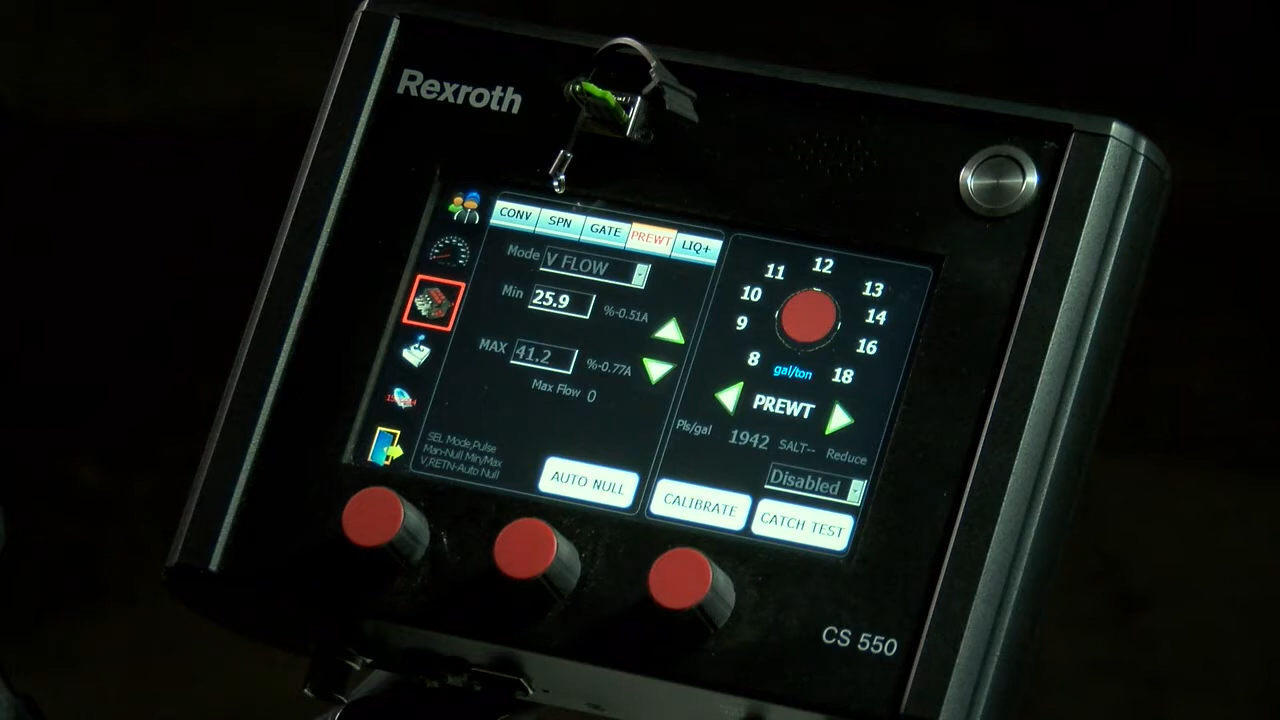 Rexroth
CONV SPN GATE PREWT LIQ+
Mode V FLOW
Min 25.9 %-0.51A
MAX 41.2 %-0.77A
Max Flow 0
SEL Mode,Pulse
Man-Null Min/Max
V,RETN-Auto Null
AUTO NULL
12
11 13
10 14
9 16
8 gal/ton 18
PREWT
Pls/gal 1942 SALT-- Reduce
Disabled
CALIBRATE CATCH TEST
CS 550